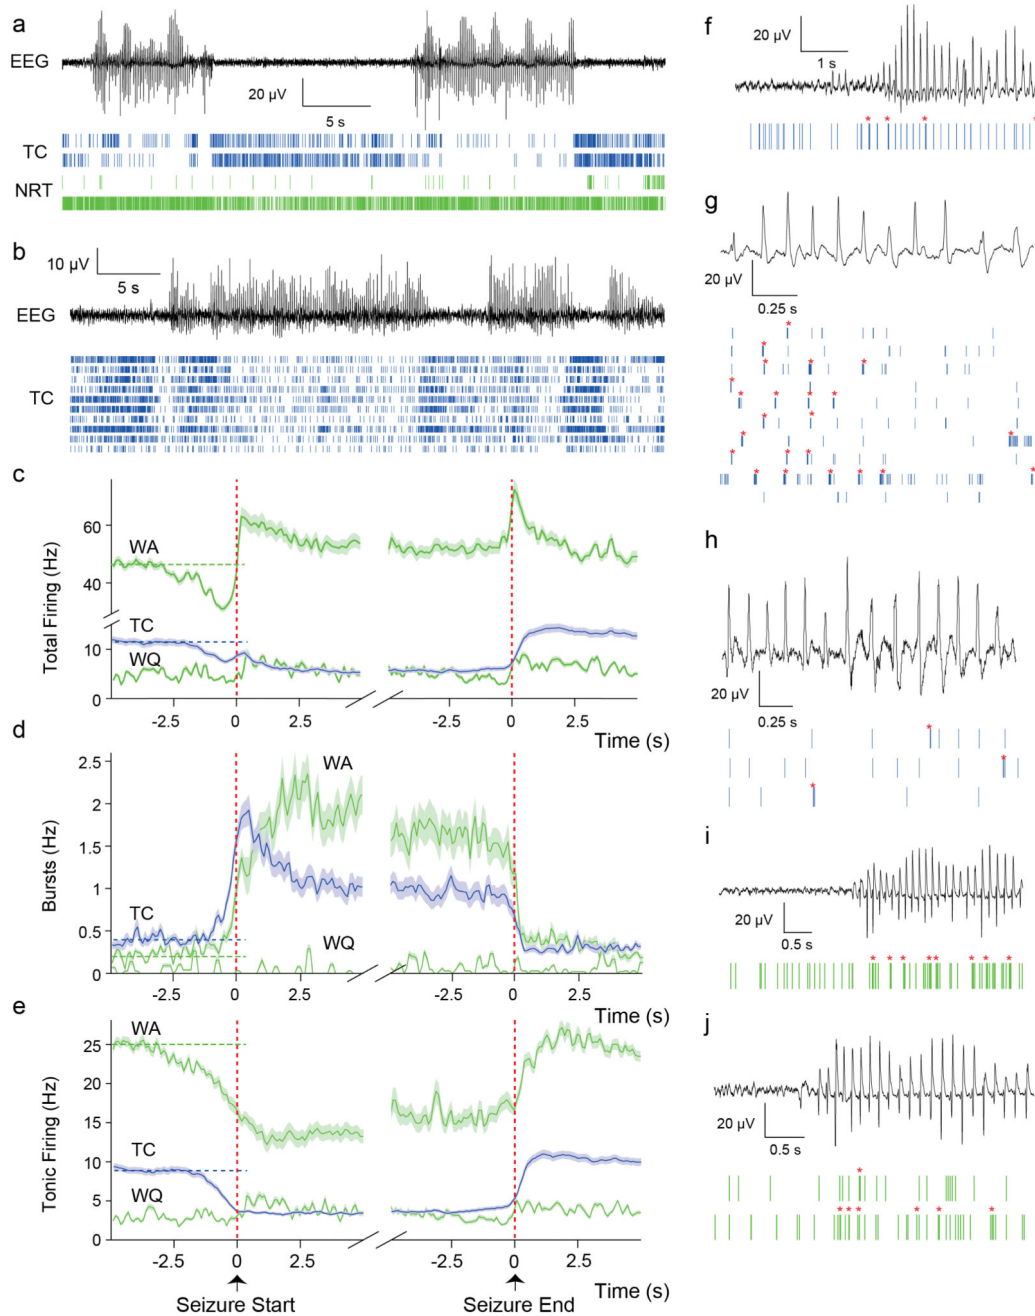 a
EEG
20 µV
5 s
TC
NRT
b
10 µV
5 s
EEG
TC
c
Total Firing (Hz)
60
40
10
0
WA
TC
WQ
-2.5
0
2.5
-2.5
0
2.5
Time (s)
d
Bursts (Hz)
2.5
2
1.5
1
0.5
0
WA
TC
WQ
-2.5
0
2.5
-2.5
0
2.5
Time (s)
e
Tonic Firing (Hz)
25
20
15
10
5
0
WA
TC
WQ
-2.5
0
2.5
-2.5
0
2.5
Time (s)
Seizure Start
Seizure End
f
20 µV
1 s
g
20 µV
0.25 s
h
20 µV
0.25 s
i
20 µV
0.5 s
j
20 µV
0.5 s